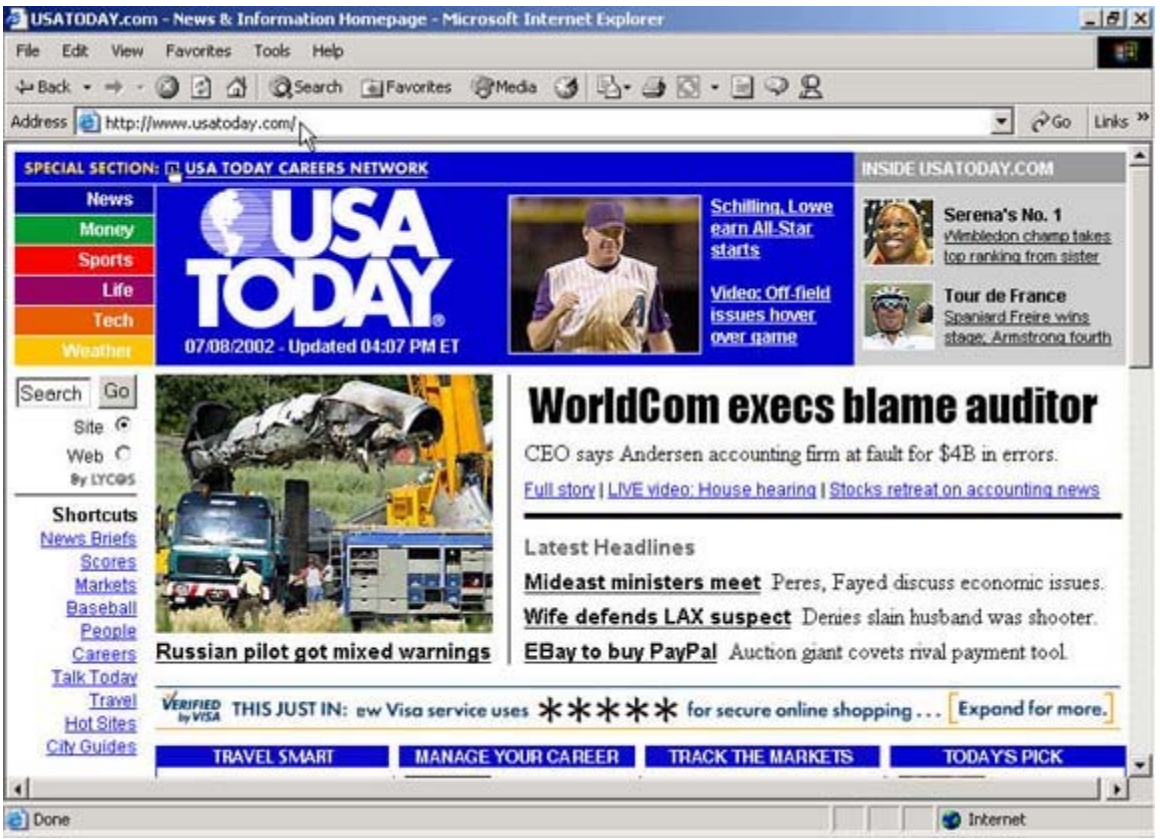 USATODAY.com - News & Information Homepage - Microsoft Internet Explorer
File Edit View Favorites Tools Help
Back Search Favorites Media
Address http://www.usatoday.com/ Go Links »
SPECIAL SECTION: USA TODAY CAREERS NETWORK
INSIDE USATODAY.COM
News
Money
Sports
Life
Tech
Weather
USA
TODAY®
07/08/2002 - Updated 04:07 PM ET
Schilling, Lowe
earn All-Star
starts
Video: Off-field
issues hover
over game
Serena's No. 1
Wimbledon champ takes
top ranking from sister
Tour de France
Spaniard Freire wins
stage; Armstrong fourth
Search Go
Site
Web
By LYCOS
Shortcuts
News Briefs
Scores
Markets
Baseball
People
Careers
Talk Today
Travel
Hot Sites
City Guides
Russian pilot got mixed warnings
WorldCom execs blame auditor
CEO says Andersen accounting firm at fault for $4B in errors.
Full story | LIVE video: House hearing | Stocks retreat on accounting news
Latest Headlines
Mideast ministers meet Peres, Fayed discuss economic issues.
Wife defends LAX suspect Denies slain husband was shooter.
EBay to buy PayPal Auction giant covets rival payment tool.
VERIFIED by VISA THIS JUST IN: ew Visa service uses ***** for secure online shopping . . . [Expand for more.]
TRAVEL SMART MANAGE YOUR CAREER TRACK THE MARKETS TODAY'S PICK
Done Internet